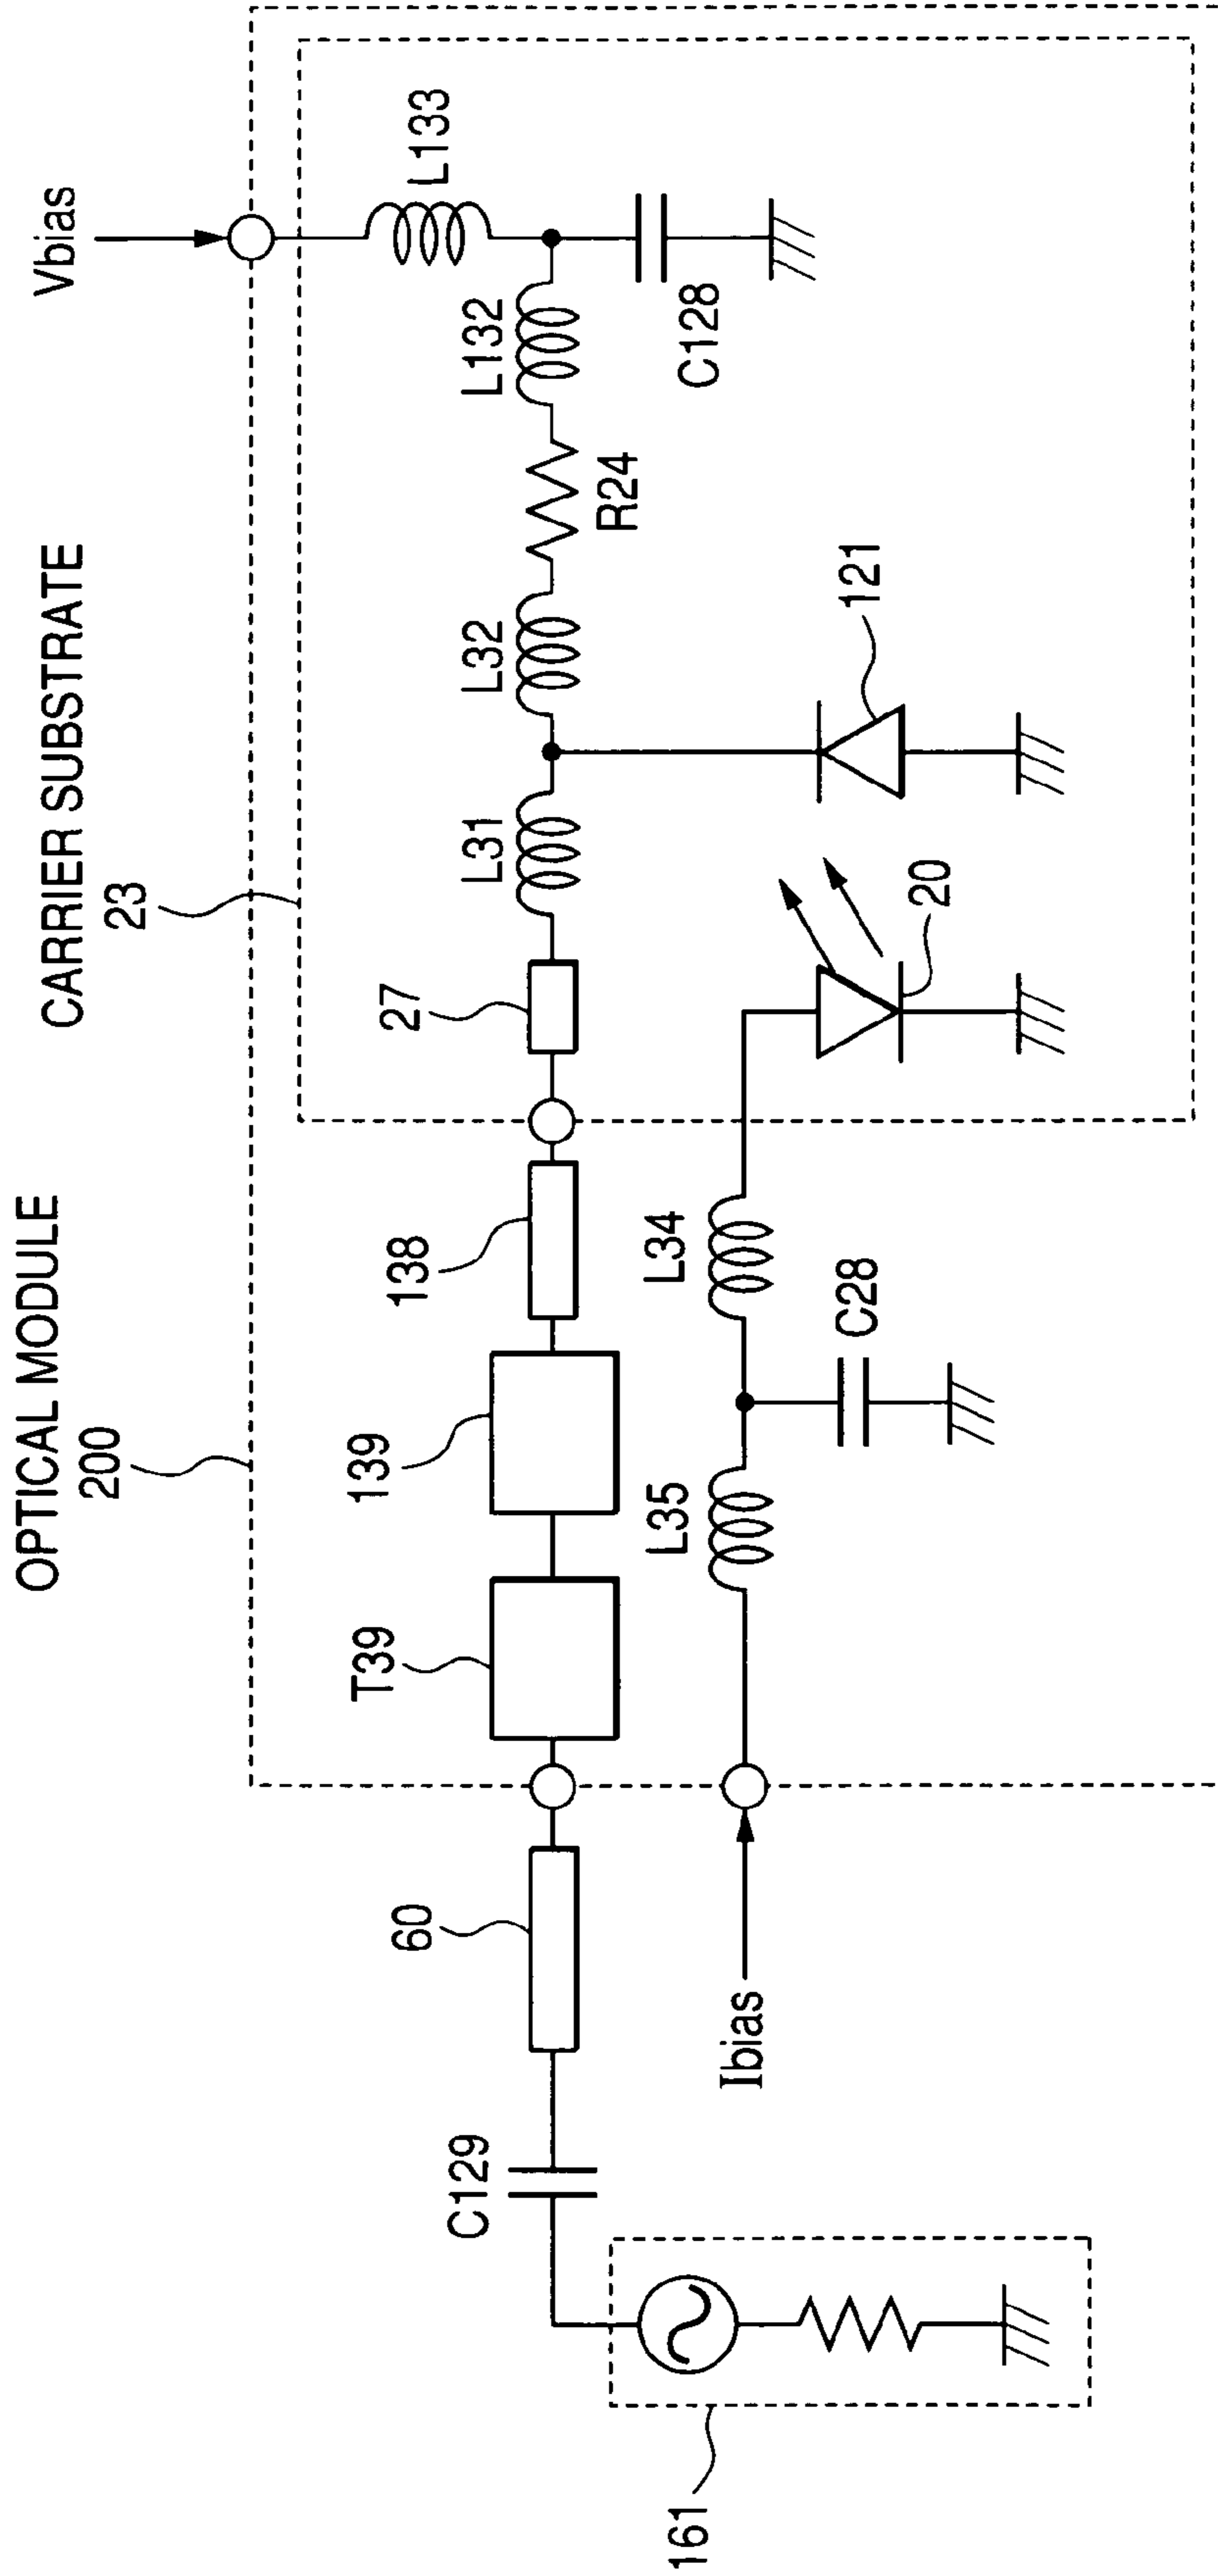 OPTICAL MODULE
200
CARRIER SUBSTRATE
23
Vbias
L133
L132
C128
R24
L32
L31
121
27
20
138
139
T39
L34
C28
L35
60
Ibias
C129
161